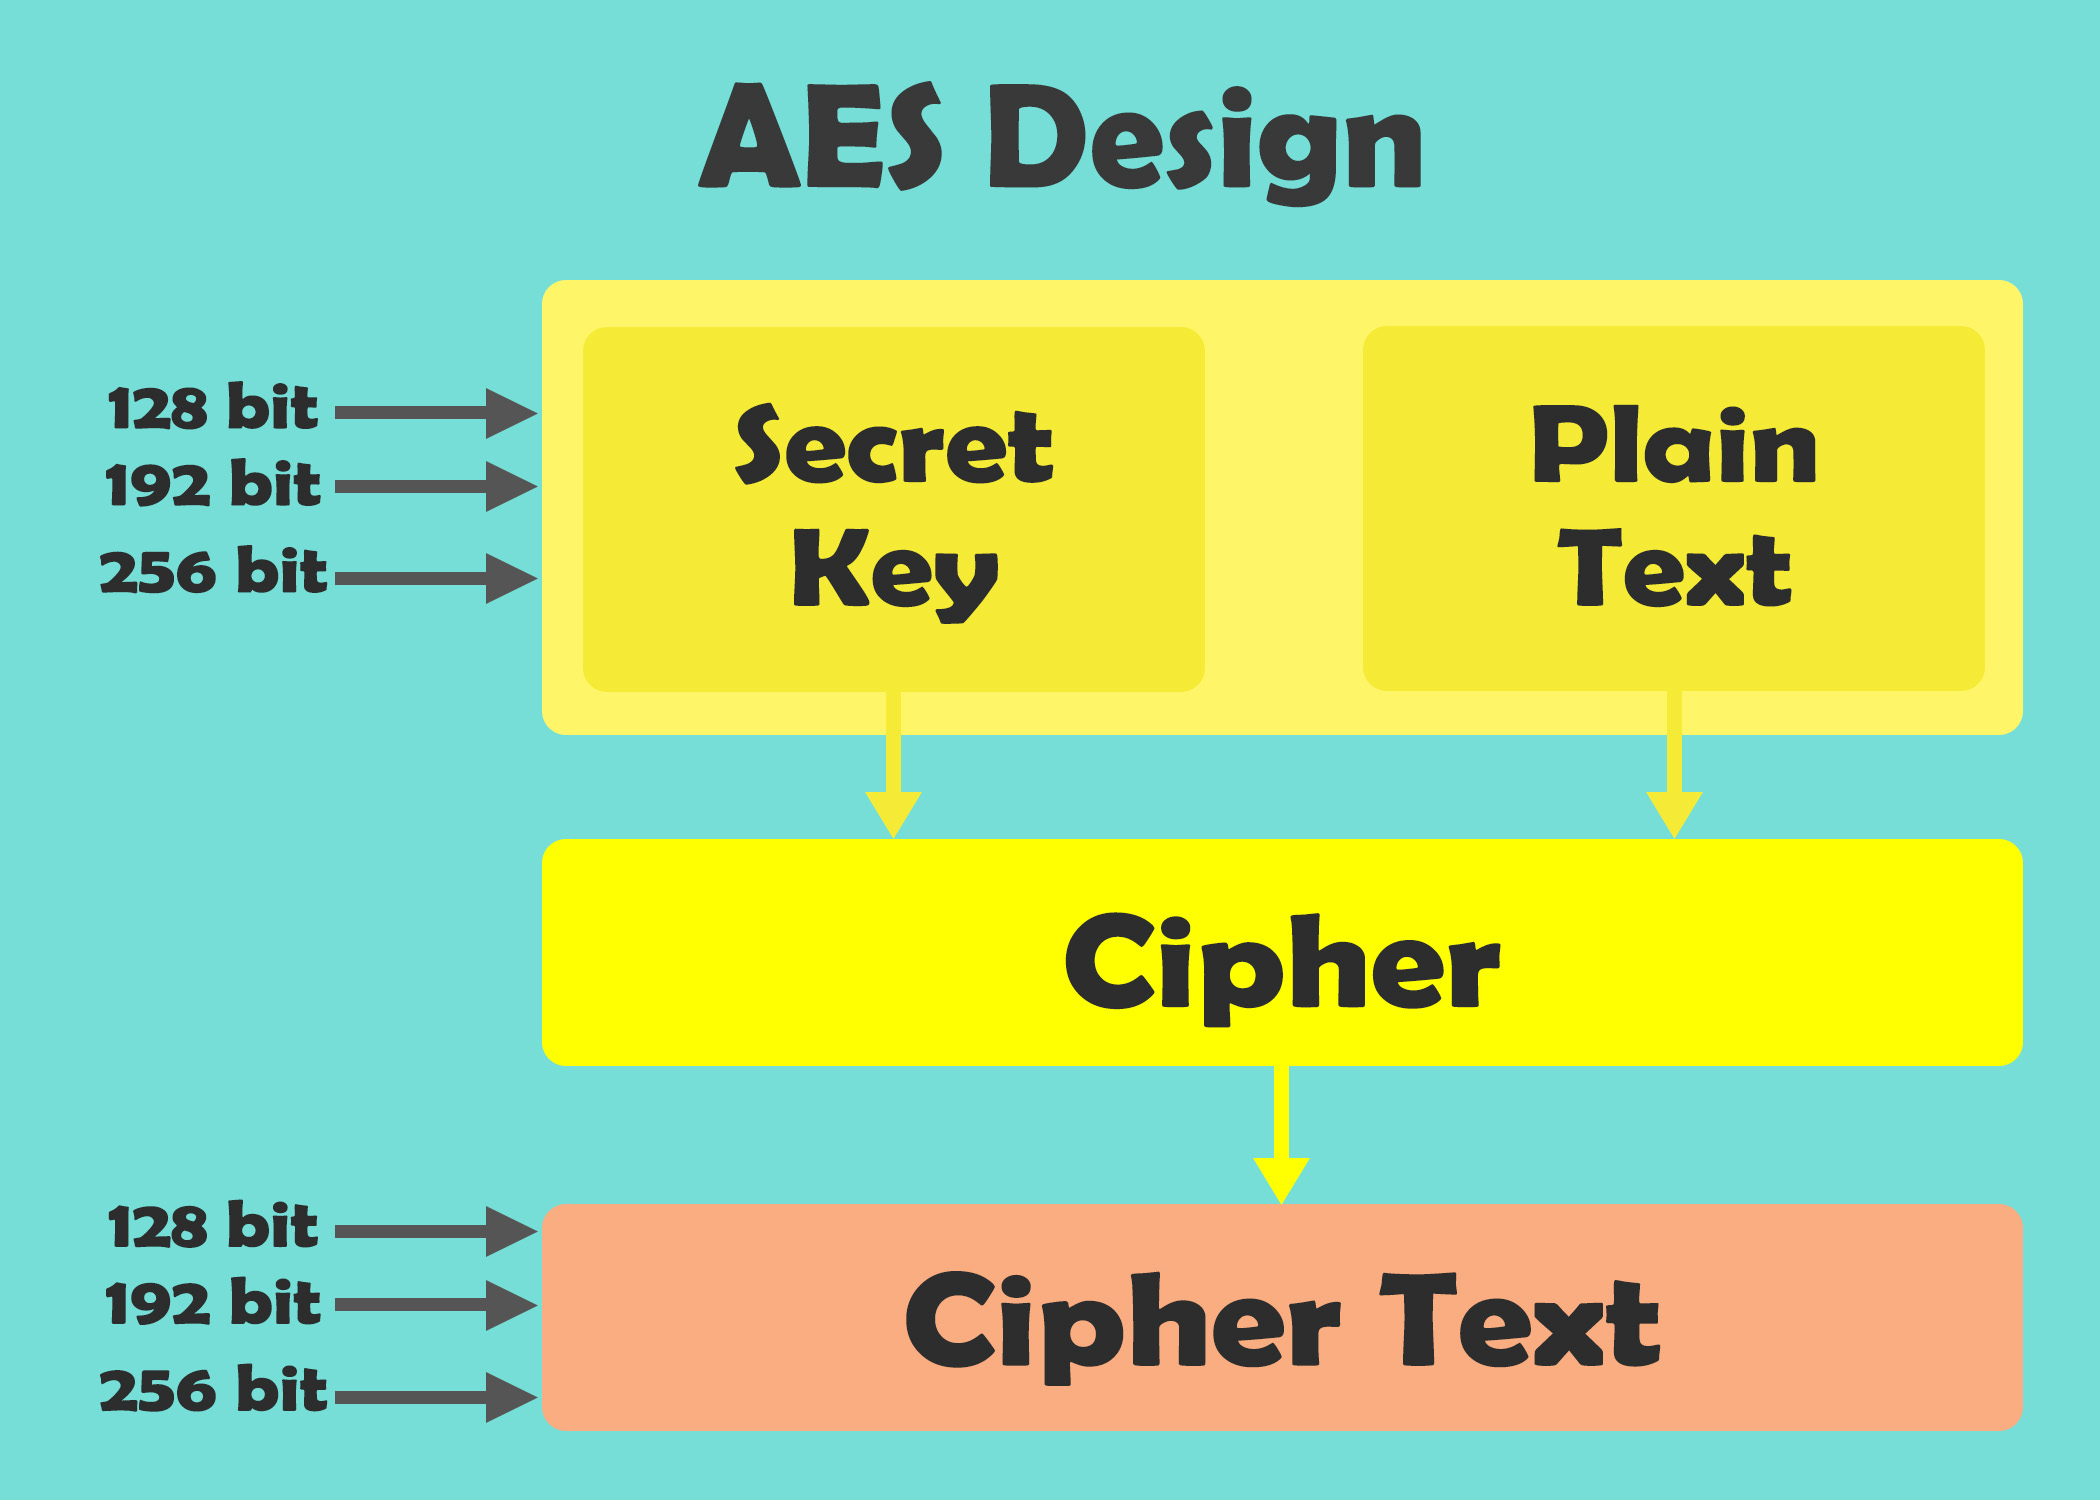 AES Design
128 bit
192 bit
256 bit
Secret
Key
Plain
Text
Cipher
128 bit
192 bit
256 bit
Cipher Text